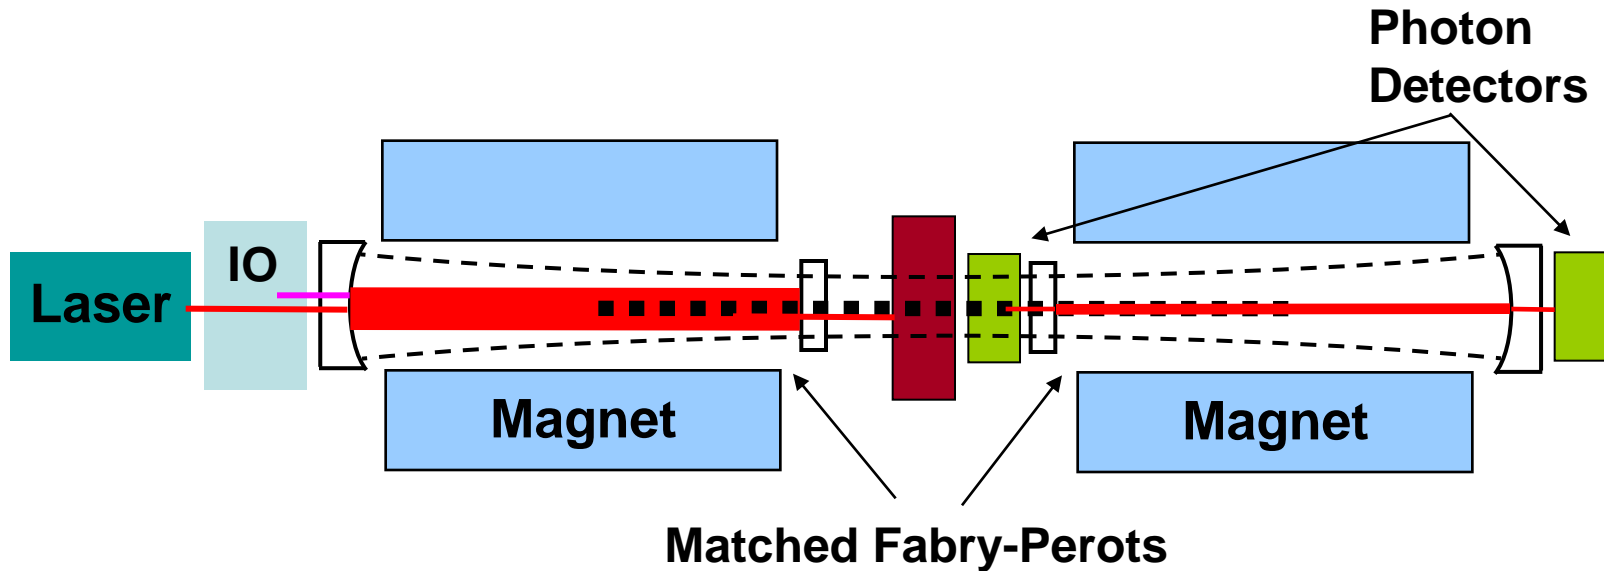 Photon
Detectors
IO
Laser
Magnet
Magnet
Matched Fabry-Perots